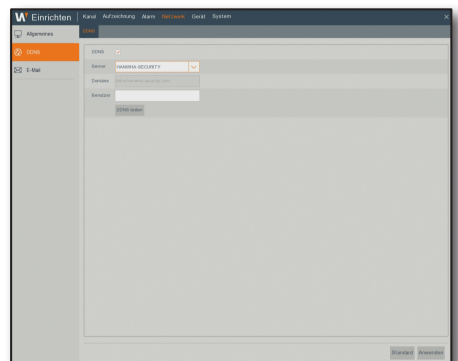 W Einrichten
Kanal Aufzeichnung Alarm Netzwerk Gerät System
Allgemeines
DDNS
E-Mail
DDNS
DDNS
Server HANWHA-SECURITY
Domäne
Benutzer
DDNS testen
Standard Anwenden